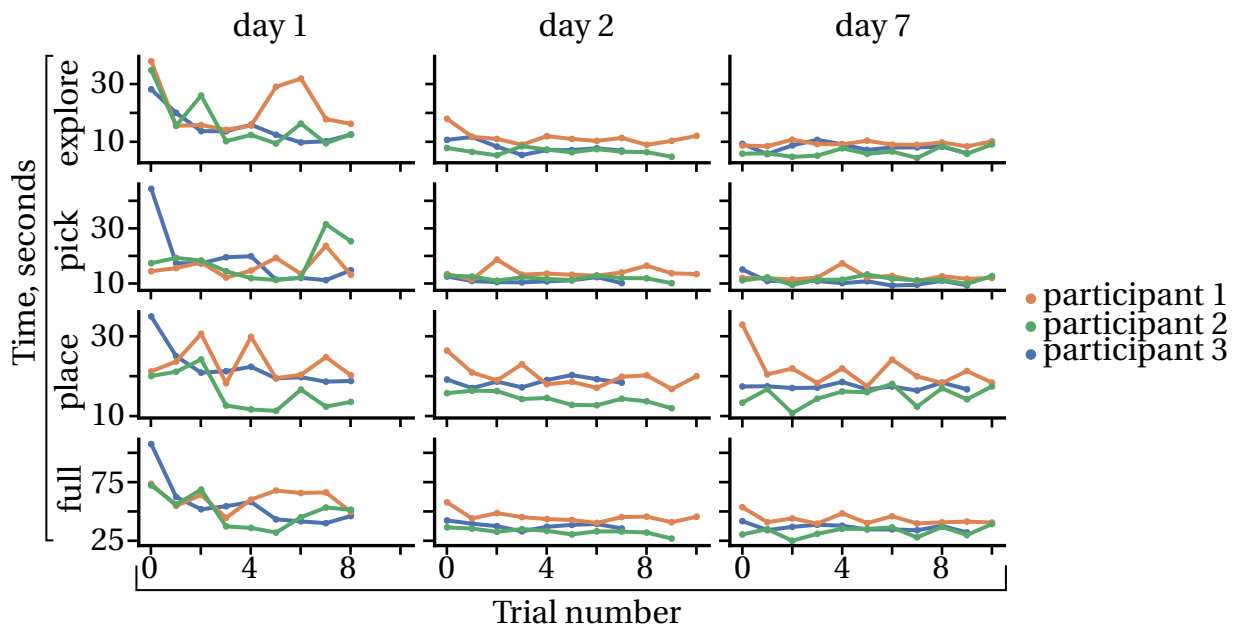 day 1 day 2 day 7
Time, seconds
explore
30
10
pick
30
10
place
30
10
full
75
25
0 4 8 0 4 8 0 4 8
Trial number
participant 1
participant 2
participant 3